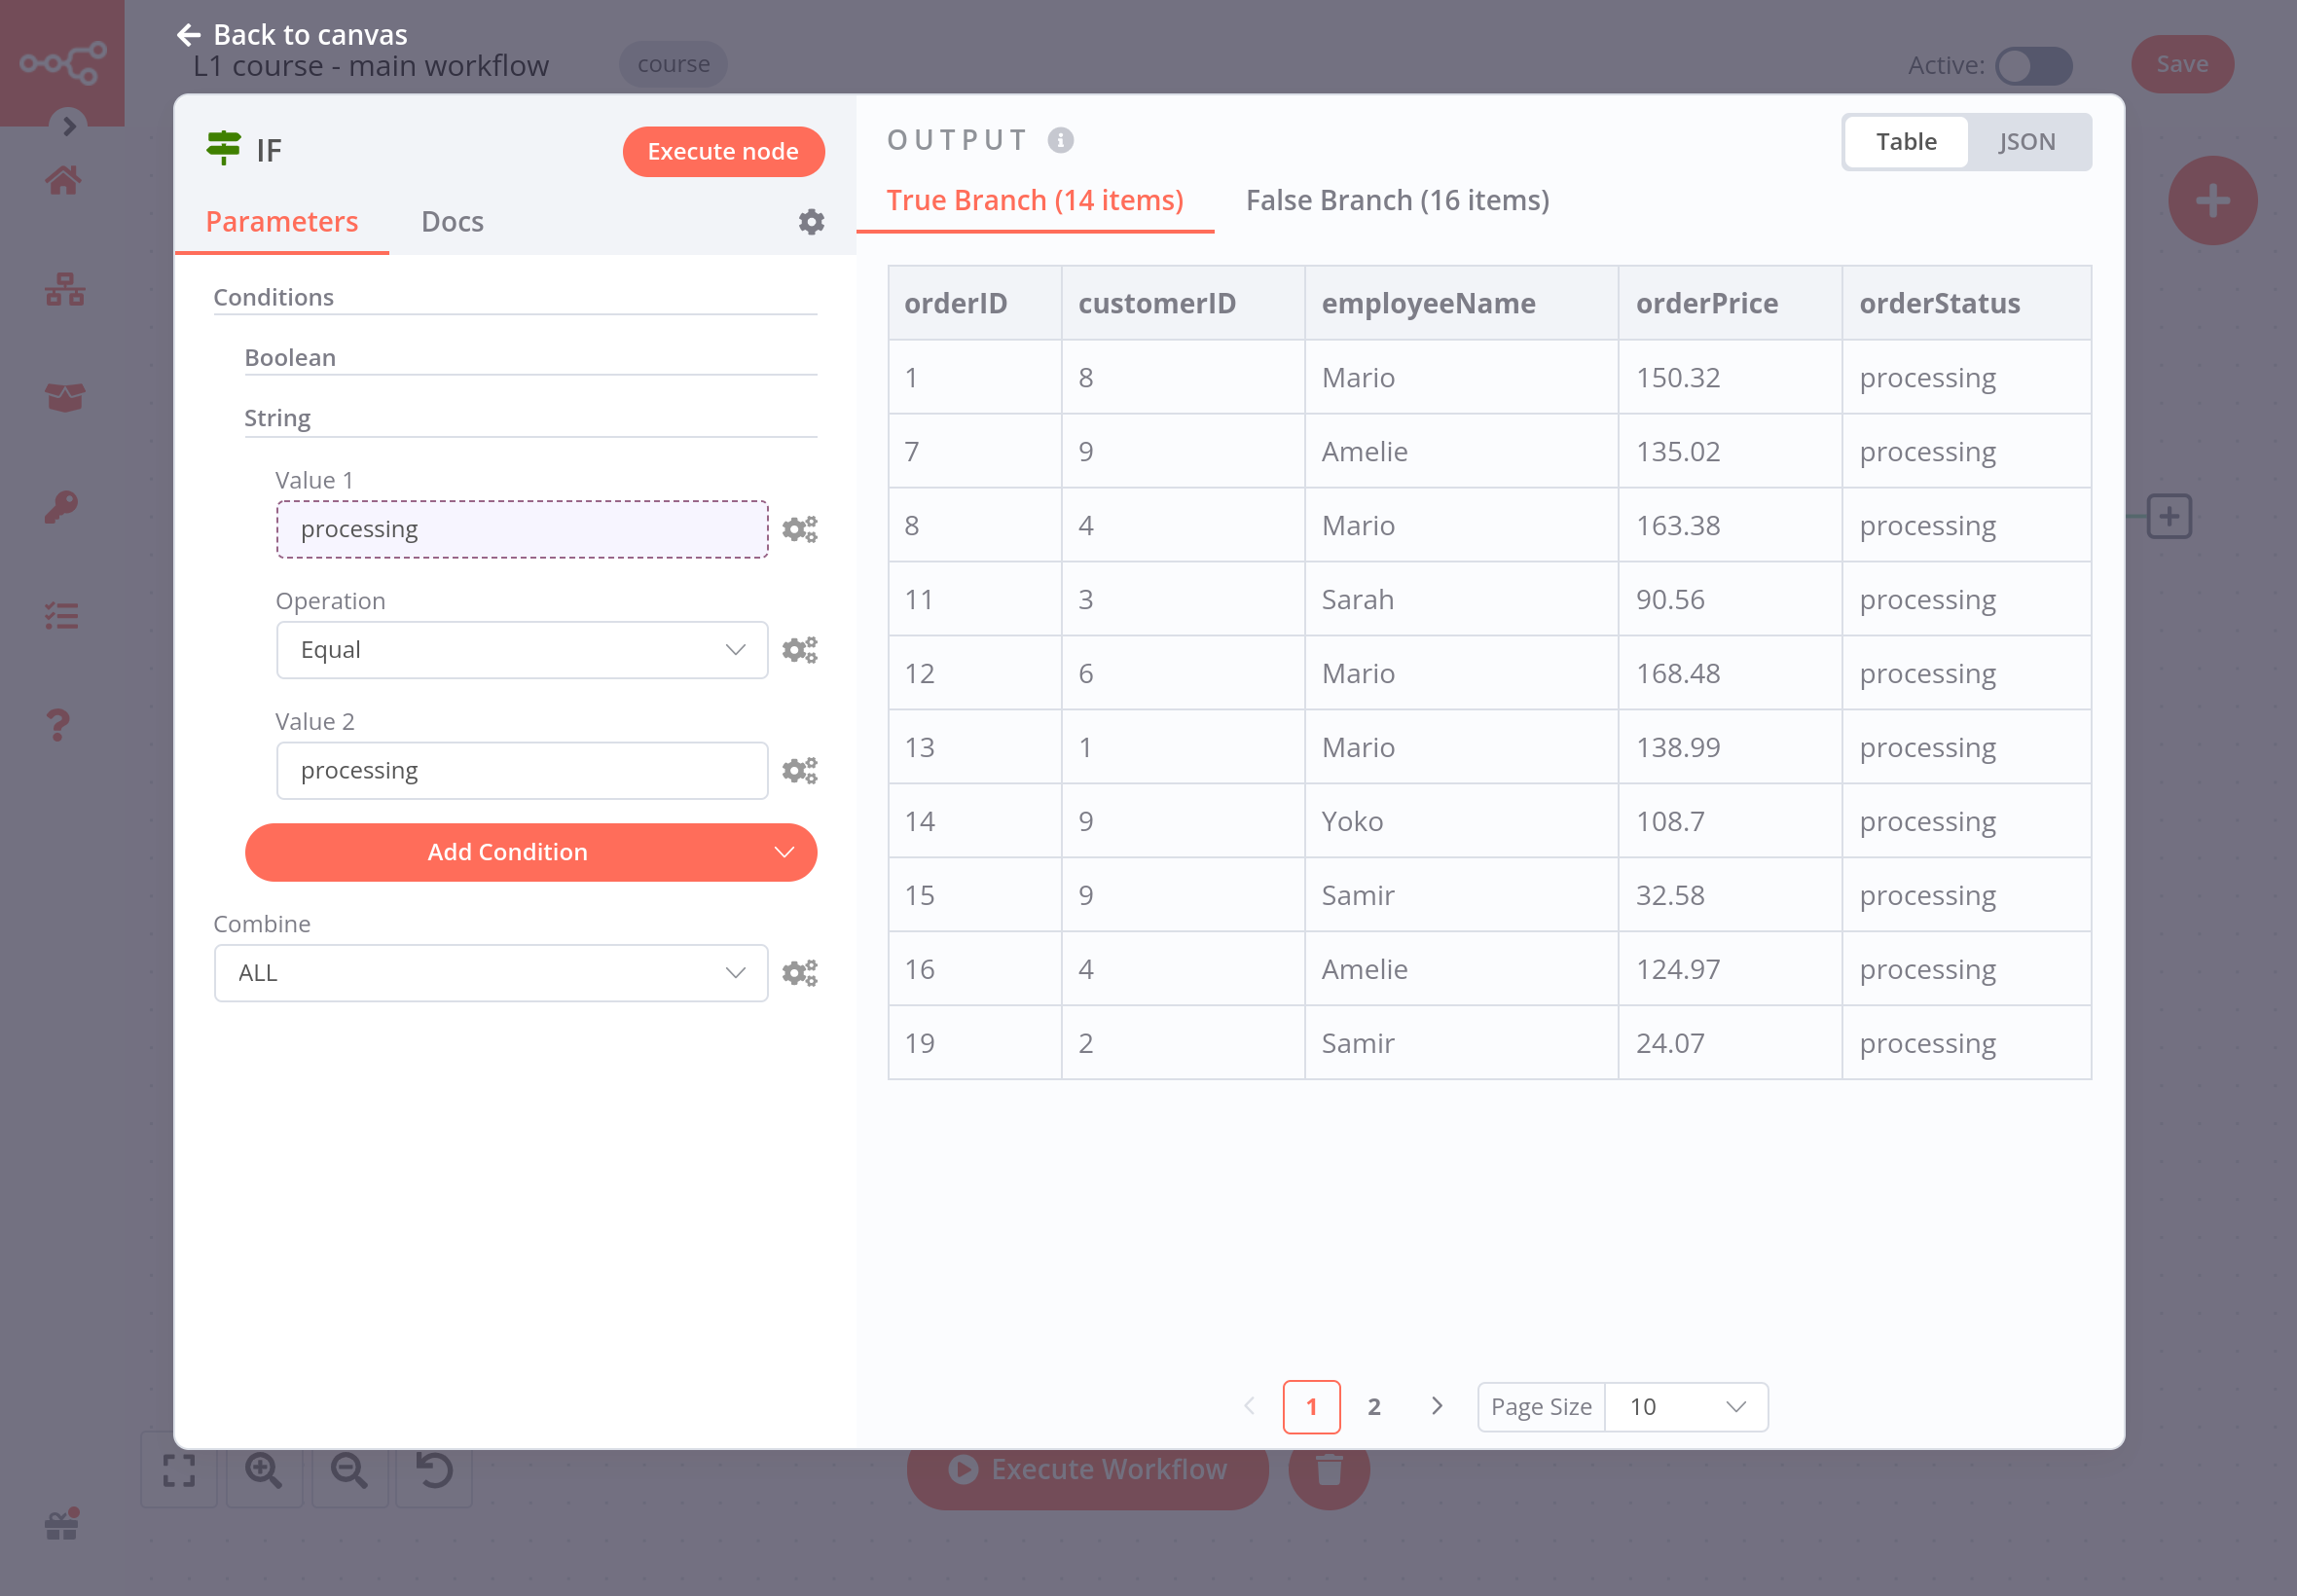 Back to canvas
L1 course - main workflow course Active: Save
IF Execute node
Parameters Docs
Conditions
Boolean
String
Value 1
processing
Operation
Equal
Value 2
processing
Add Condition
Combine
ALL
OUTPUT Table JSON
True Branch (14 items) False Branch (16 items)
orderID customerID employeeName orderPrice orderStatus
1 8 Mario 150.32 processing
7 9 Amelie 135.02 processing
8 4 Mario 163.38 processing
11 3 Sarah 90.56 processing
12 6 Mario 168.48 processing
13 1 Mario 138.99 processing
14 9 Yoko 108.7 processing
15 9 Samir 32.58 processing
16 4 Amelie 124.97 processing
19 2 Samir 24.07 processing
1 2 Page Size 10
Execute Workflow